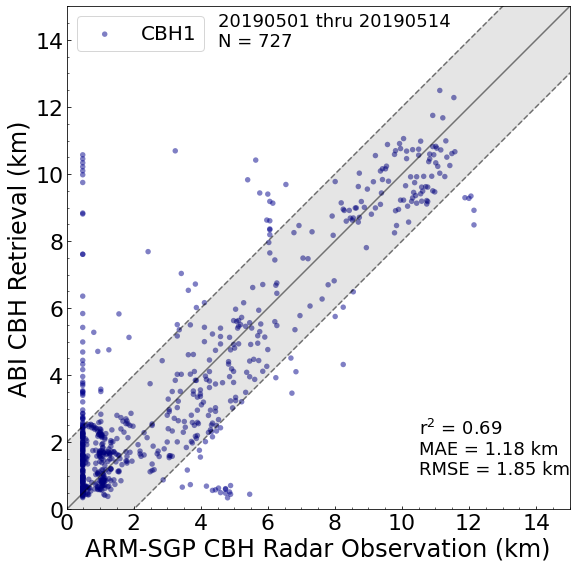 CBH1
20190501 thru 20190514
N = 727
r² = 0.69
MAE = 1.18 km
RMSE = 1.85 km
ABI CBH Retrieval (km)
14
12
10
8
6
4
2
0
0 2 4 6 8 10 12 14
ARM-SGP CBH Radar Observation (km)